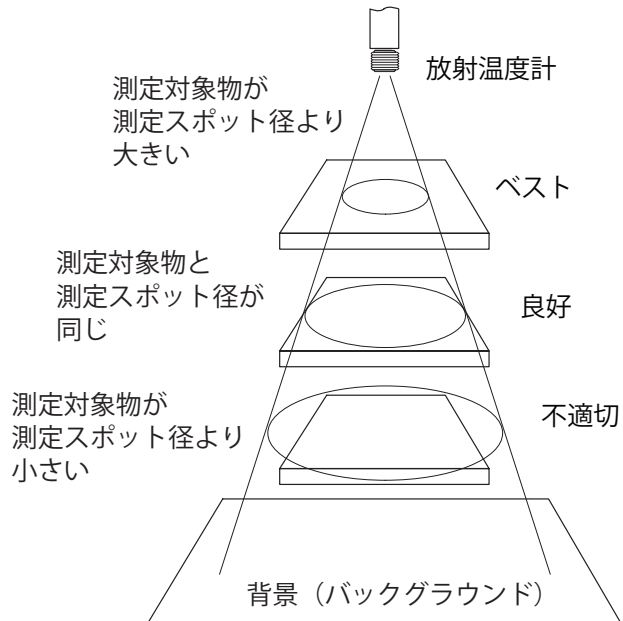 放射温度計
測定対象物が
測定スポット径より
大きい
ベスト
測定対象物と
測定スポット径が
同じ
良好
測定対象物が
測定スポット径より
小さい
不適切
背景（バックグラウンド）